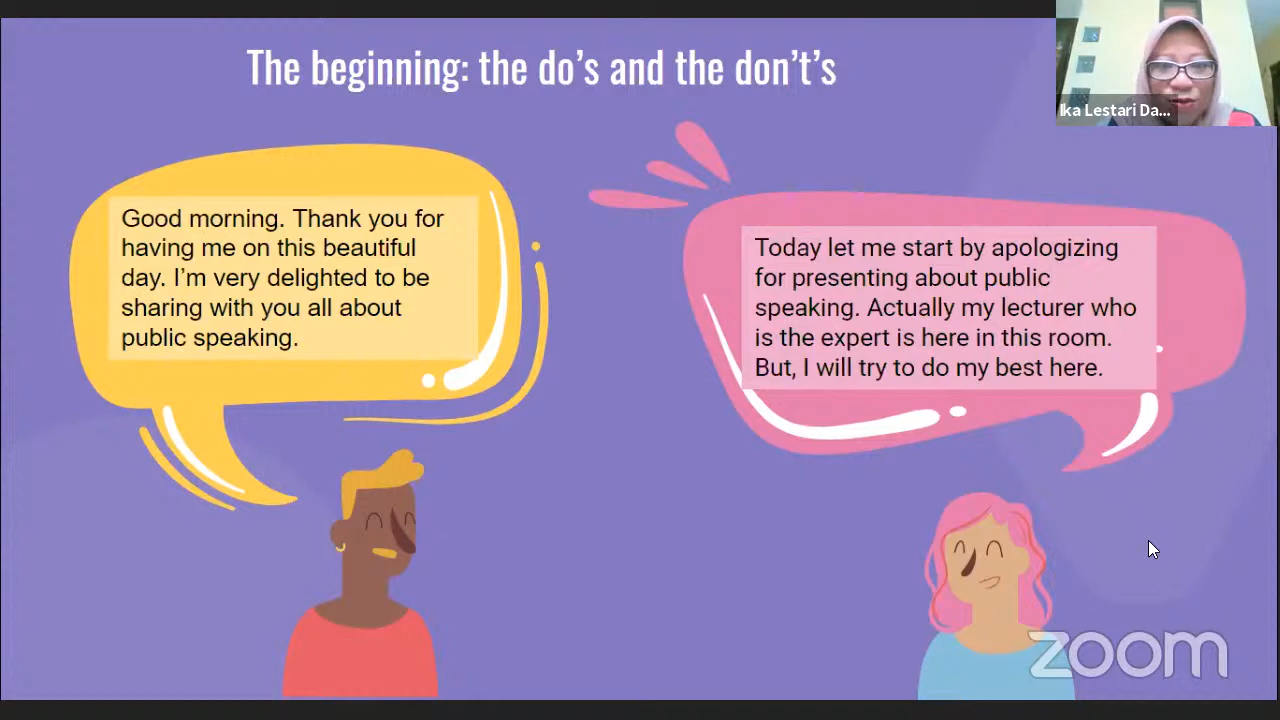 The beginning: the do’s and the don’t’s
Ika Lestari Da...
Good morning. Thank you for
having me on this beautiful
day. I’m very delighted to be
sharing with you all about
public speaking.
Today let me start by apologizing
for presenting about public
speaking. Actually my lecturer who
is the expert is here in this room.
But, I will try to do my best here.
zoom